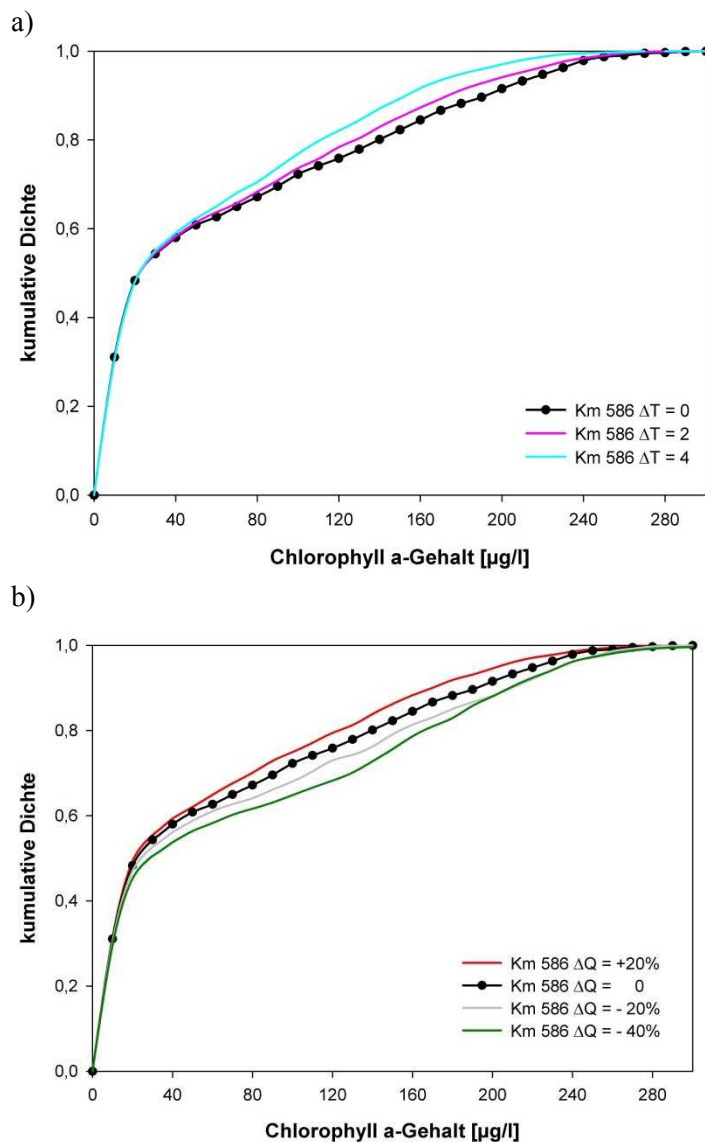 a)
1,0
0,8
0,6
0,4
0,2
0,0
kumulative Dichte
Km 586 ΔT = 0
Km 586 ΔT = 2
Km 586 ΔT = 4
0 40 80 120 160 200 240 280
Chlorophyll a-Gehalt [µg/l]
b)
1,0
0,8
0,6
0,4
0,2
0,0
kumulative Dichte
Km 586 ΔQ = +20%
Km 586 ΔQ = 0
Km 586 ΔQ = - 20%
Km 586 ΔQ = - 40%
0 40 80 120 160 200 240 280
Chlorophyll a-Gehalt [µg/l]